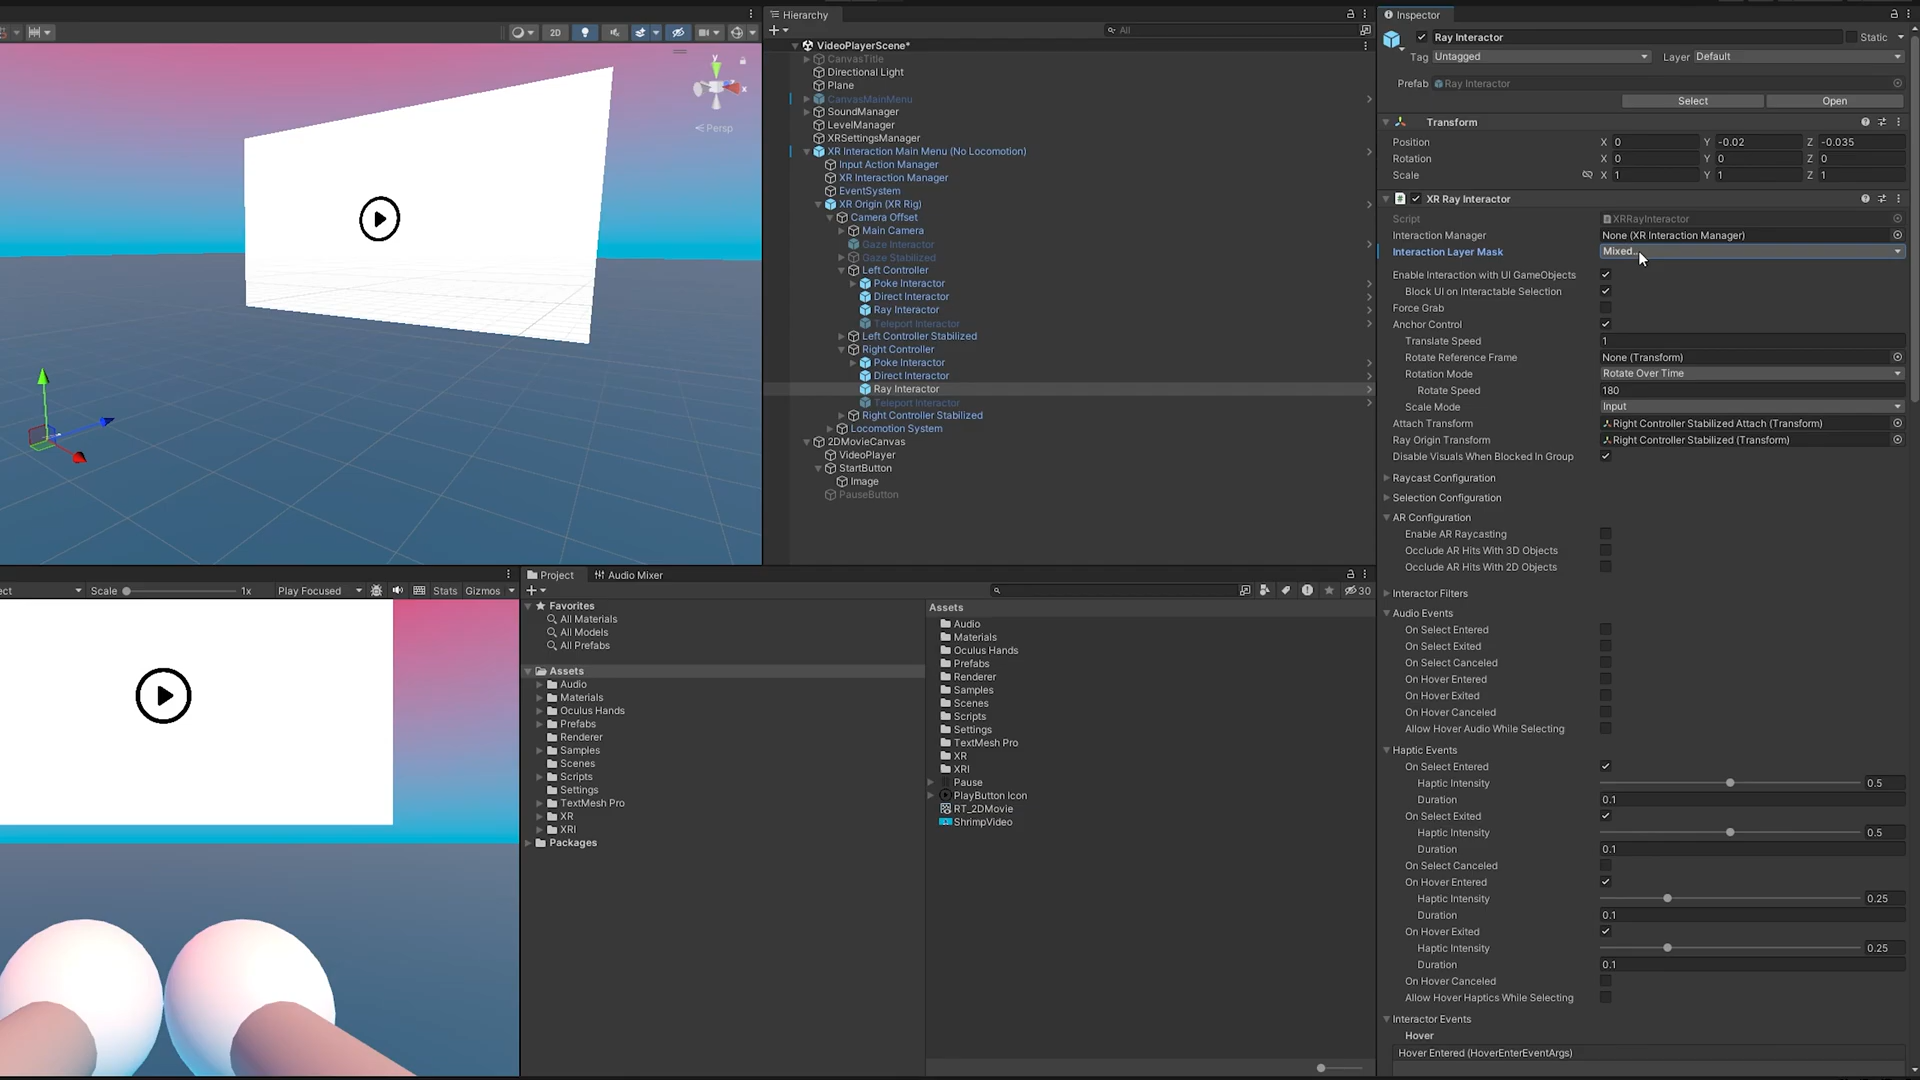 2D
y
x
Persp
Hierarchy
All
VideoPlayerScene*
CanvasTitle
Directional Light
Plane
CanvasMainMenu
SoundManager
LevelManager
XRSettingsManager
XR Interaction Main Menu (No Locomotion)
Input Action Manager
XR Interaction Manager
EventSystem
XR Origin (XR Rig)
Camera Offset
Main Camera
Gaze Interactor
Gaze Stabilized
Left Controller
Poke Interactor
Direct Interactor
Ray Interactor
Teleport Interactor
Left Controller Stabilized
Right Controller
Poke Interactor
Direct Interactor
Ray Interactor
Teleport Interactor
Right Controller Stabilized
Locomotion System
2DMovieCanvas
VideoPlayer
StartButton
Image
PauseButton
ect Scale 1x Play Focused Stats Gizmos
Project Audio Mixer
30
Favorites
All Materials
All Models
All Prefabs
Assets
Audio
Materials
Oculus Hands
Prefabs
Renderer
Samples
Scenes
Scripts
Settings
TextMesh Pro
XR
XRI
Packages
Assets
Audio
Materials
Oculus Hands
Prefabs
Renderer
Samples
Scenes
Scripts
Settings
TextMesh Pro
XR
XRI
Pause
PlayButton Icon
RT_2DMovie
ShrimpVideo
Inspector
Ray Interactor Static
Tag Untagged Layer Default
Prefab Ray Interactor
Select Open
Transform
Position X 0 Y -0.02 Z -0.035
Rotation X 0 Y 0 Z 0
Scale X 1 Y 1 Z 1
XR Ray Interactor
Script XRRayInteractor
Interaction Manager None (XR Interaction Manager)
Interaction Layer Mask Mixed...
Enable Interaction with UI GameObjects
Block UI on Interactable Selection
Force Grab
Anchor Control
Translate Speed 1
Rotate Reference Frame None (Transform)
Rotation Mode Rotate Over Time
Rotate Speed 180
Scale Mode Input
Attach Transform Right Controller Stabilized Attach (Transform)
Ray Origin Transform Right Controller Stabilized (Transform)
Disable Visuals When Blocked In Group
Raycast Configuration
Selection Configuration
AR Configuration
Enable AR Raycasting
Occlude AR Hits With 3D Objects
Occlude AR Hits With 2D Objects
Interactor Filters
Audio Events
On Select Entered
On Select Exited
On Select Canceled
On Hover Entered
On Hover Exited
On Hover Canceled
Allow Hover Audio While Selecting
Haptic Events
On Select Entered
Haptic Intensity 0.5
Duration 0.1
On Select Exited
Haptic Intensity 0.5
Duration 0.1
On Select Canceled
On Hover Entered
Haptic Intensity 0.25
Duration 0.1
On Hover Exited
Haptic Intensity 0.25
Duration 0.1
On Hover Canceled
Allow Hover Haptics While Selecting
Interactor Events
Hover
Hover Entered (HoverEnterEventArgs)